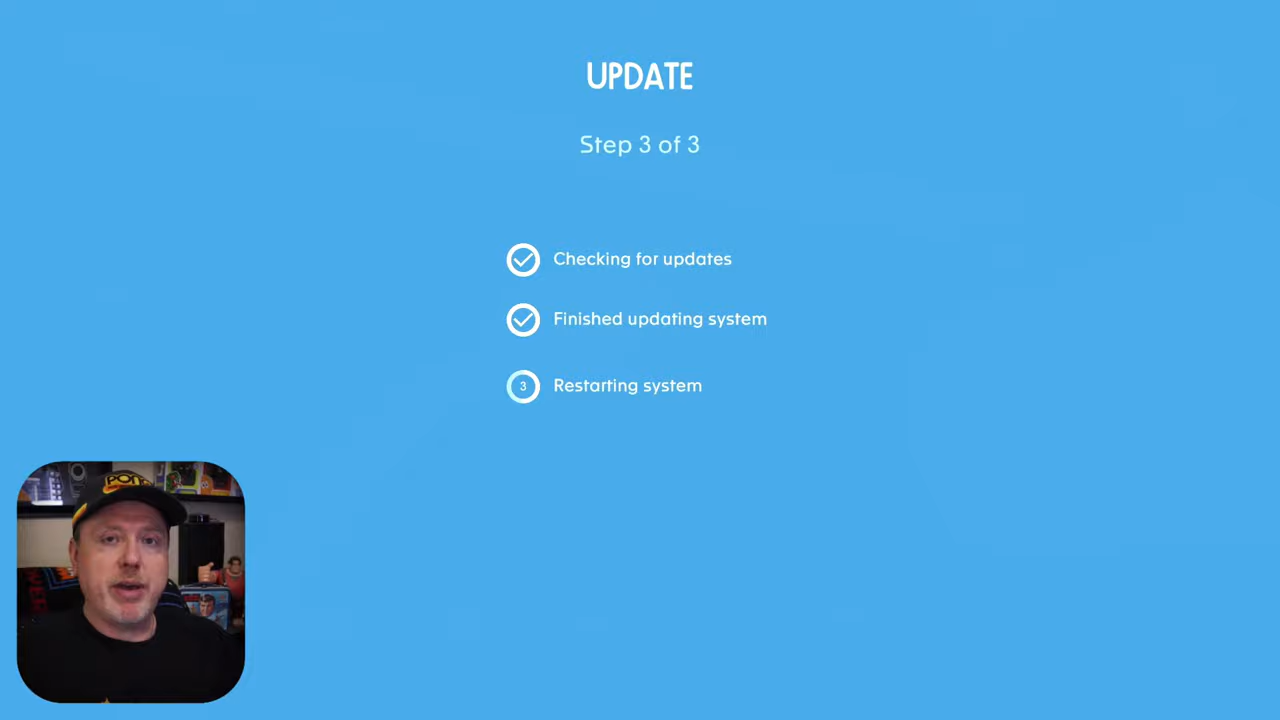 UPDATE
Step 3 of 3
Checking for updates
Finished updating system
3
Restarting system